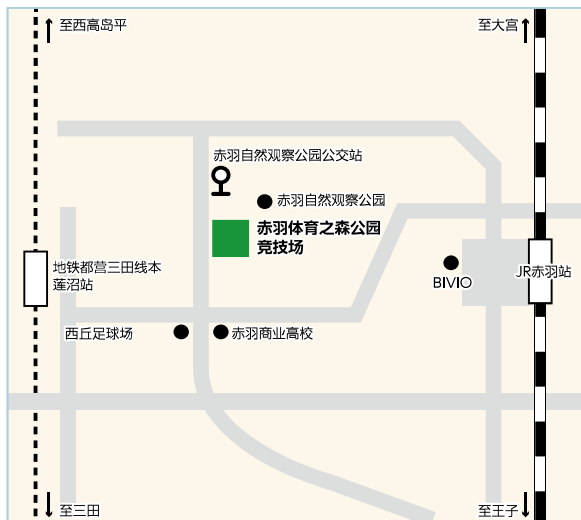 至西高岛平
至大宫
赤羽自然观察公园公交站
赤羽自然观察公园
赤羽体育之森公园
竞技场
地铁都营三田线本
莲沼站
JR赤羽站
BIVIO
西丘足球场
赤羽商业高校
至三田
至王子